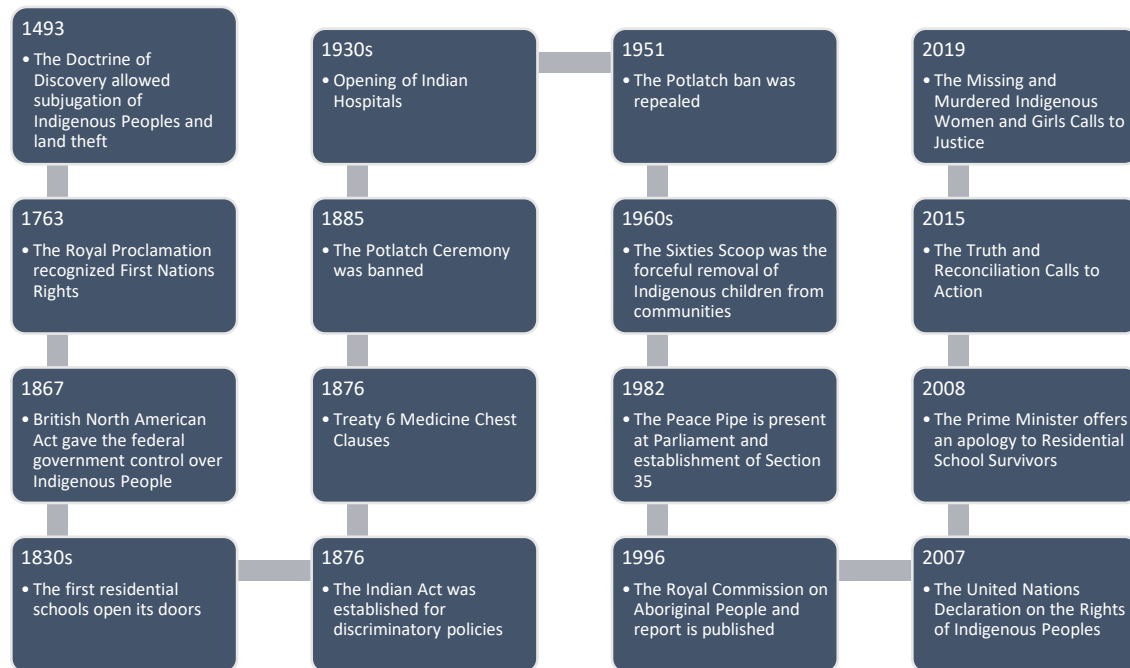 1493
• The Doctrine of
Discovery allowed
subjugation of
Indigenous Peoples and
land theft
1763
• The Royal Proclamation
recognized First Nations
Rights
1867
• British North American
Act gave the federal
government control over
Indigenous People
1830s
• The first residential
schools open its doors
1876
• The Indian Act was
established for
discriminatory policies
1876
• Treaty 6 Medicine Chest
Clauses
1885
• The Potlatch Ceremony
was banned
1930s
• Opening of Indian
Hospitals
1951
• The Potlatch ban was
repealed
1960s
• The Sixties Scoop was the
forceful removal of
Indigenous children from
communities
1982
• The Peace Pipe is present
at Parliament and
establishment of Section
35
1996
• The Royal Commission on
Aboriginal People and
report is published
2007
• The United Nations
Declaration on the Rights
of Indigenous Peoples
2008
• The Prime Minister offers
an apology to Residential
School Survivors
2015
• The Truth and
Reconciliation Calls to
Action
2019
• The Missing and
Murdered Indigenous
Women and Girls Calls to
Justice